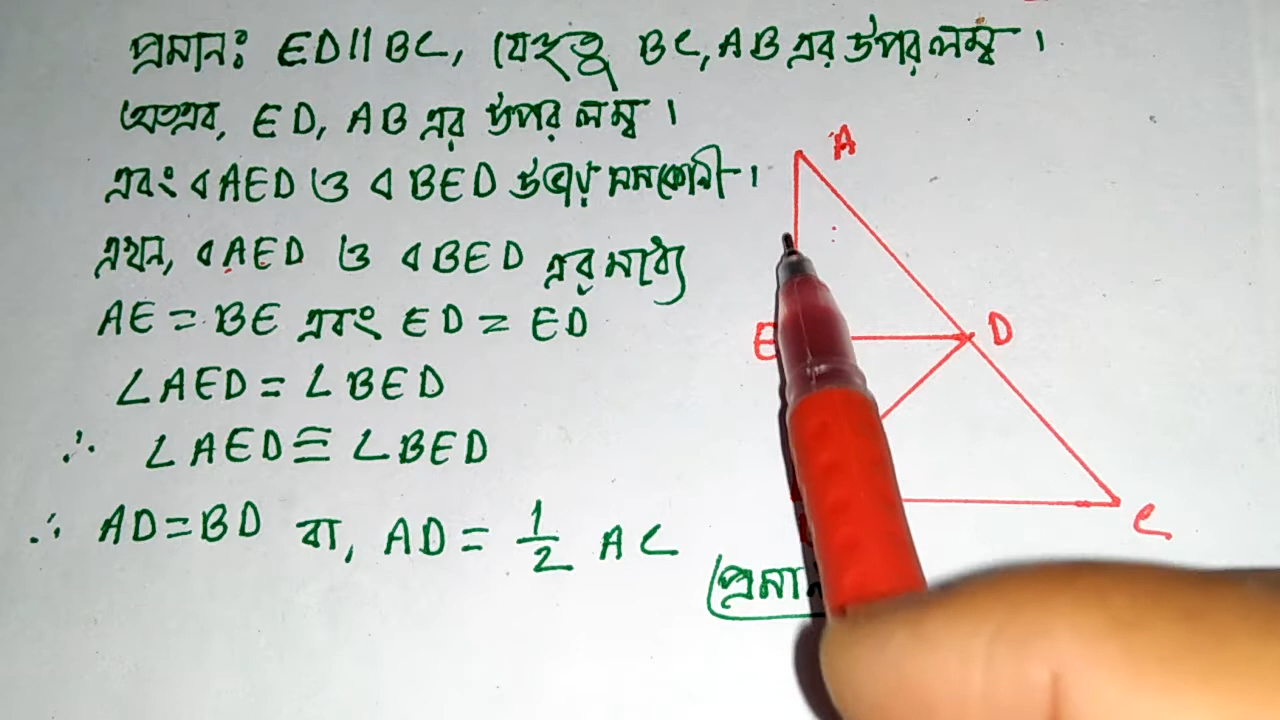 প্রমানঃ ED॥BC, যেহেতু BC, AB এর উপর লম্ব ।
অতএব, ED, AB এর উপর লম্ব ।
এবং ∢AED ও ∢BED উভয় সমকোনী ।
এখন, ∢AED ও ∢BED এর মধ্যে
AE = BE এবং ED = ED
∠AED = ∠BED
∴ ∠AED ≅ ∠BED
∴ AD = BD বা, AD = 1/2 AC
A
E
D
C